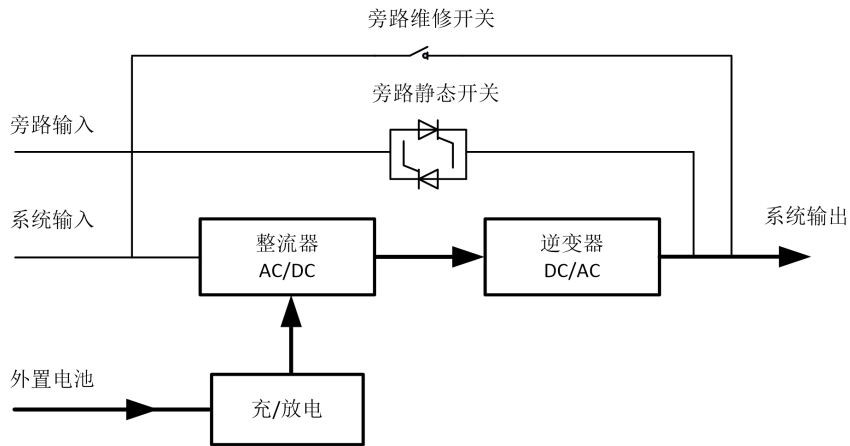 旁路维修开关
旁路静态开关
旁路输入
系统输入
整流器
AC/DC
逆变器
DC/AC
系统输出
外置电池
充/放电